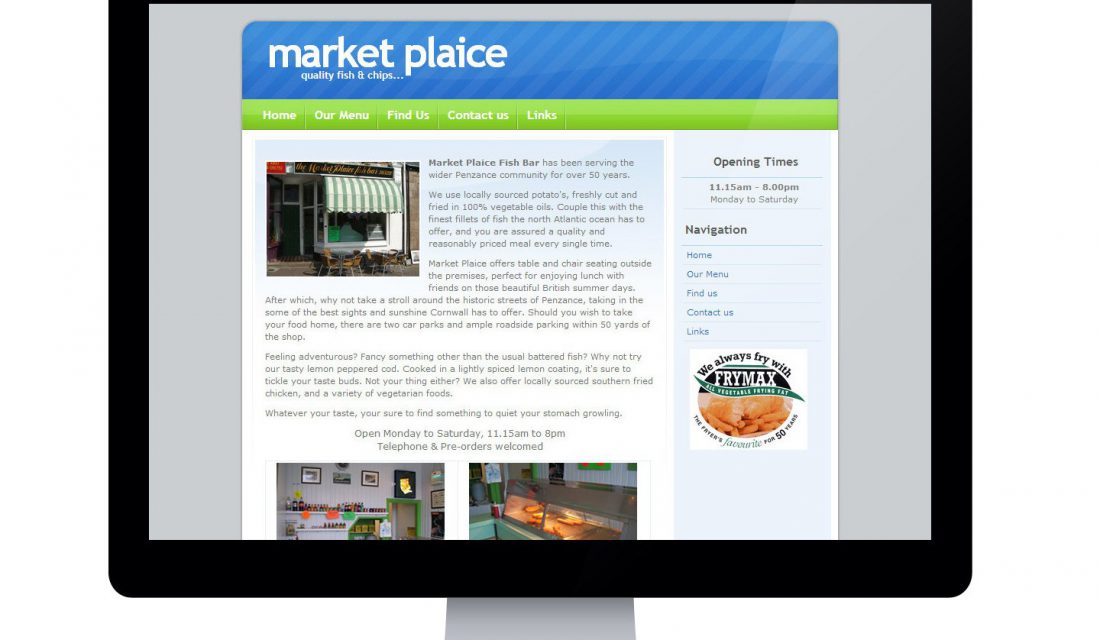 market plaice
quality fish & chips...
Home
Our Menu
Find Us
Contact us
Links
Market Plaice Fish Bar has been serving the
wider Penzance community for over 50 years.
We use locally sourced potato's, freshly cut and
fried in 100% vegetable oils. Couple this with the
finest fillets of fish the north Atlantic ocean has to
offer, and you are assured a quality and
reasonably priced meal every single time.
Market Plaice offers table and chair seating outside
the premises, perfect for enjoying lunch with
friends on those beautiful British summer days.
After which, why not take a stroll around the historic streets of Penzance, taking in the
some of the best sights and sunshine Cornwall has to offer. Should you wish to take
your food home, there are two car parks and ample roadside parking within 50 yards of
the shop.
Feeling adventurous? Fancy something other than the usual battered fish? Why not try
our tasty lemon peppered cod. Cooked in a lightly spiced lemon coating, it's sure to
tickle your taste buds. Not your thing either? We also offer locally sourced southern fried
chicken, and a variety of vegetarian foods.
Whatever your taste, your sure to find something to quiet your stomach growling.
Open Monday to Saturday, 11.15am to 8pm
Telephone & Pre-orders welcomed
Opening Times
11.15am - 8.00pm
Monday to Saturday
Navigation
Home
Our Menu
Find us
Contact us
Links
We always fry with
FRYMAX
ALL VEGETABLE FRYING FAT
THE FRYER'S favourite FOR 50 YEARS